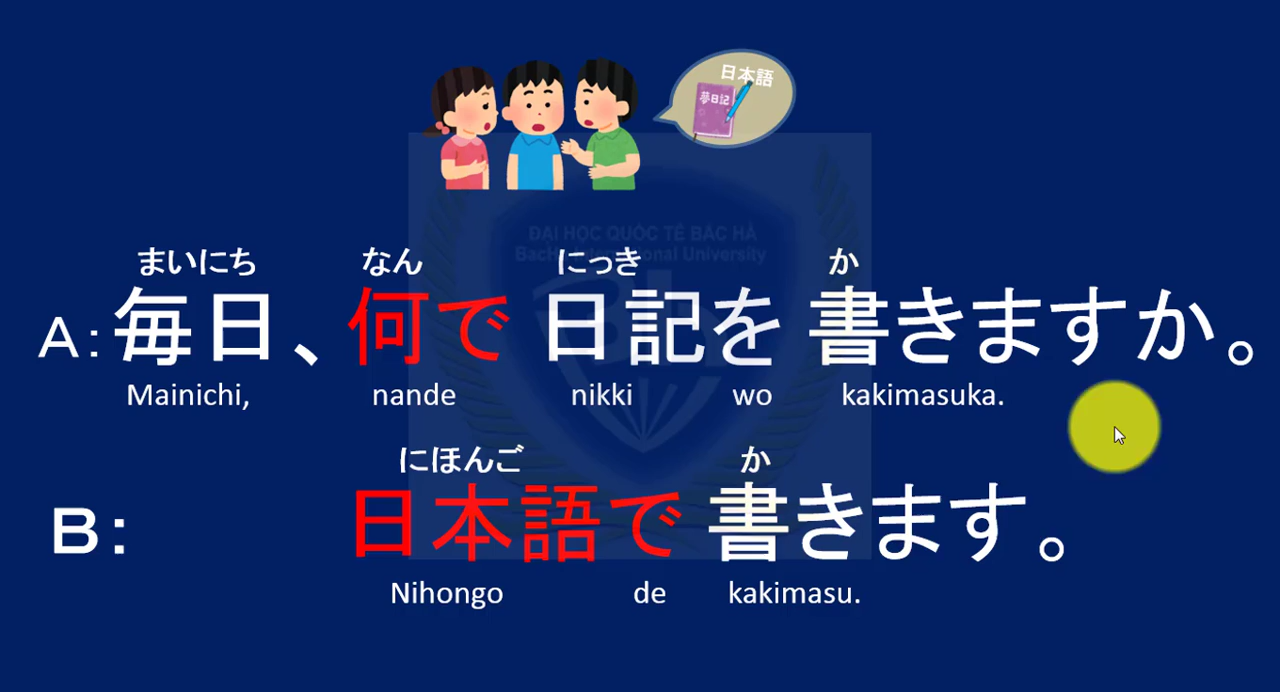 日本語
夢日記
ĐẠI HỌC QUỐC TẾ BẮC HÀ
BacHa International University
まいにち なん にっき か
A:毎日、何で 日記を 書きますか。
Mainichi, nande nikki wo kakimasuka.
にほんご か
B: 日本語で 書きます。
Nihongo de kakimasu.